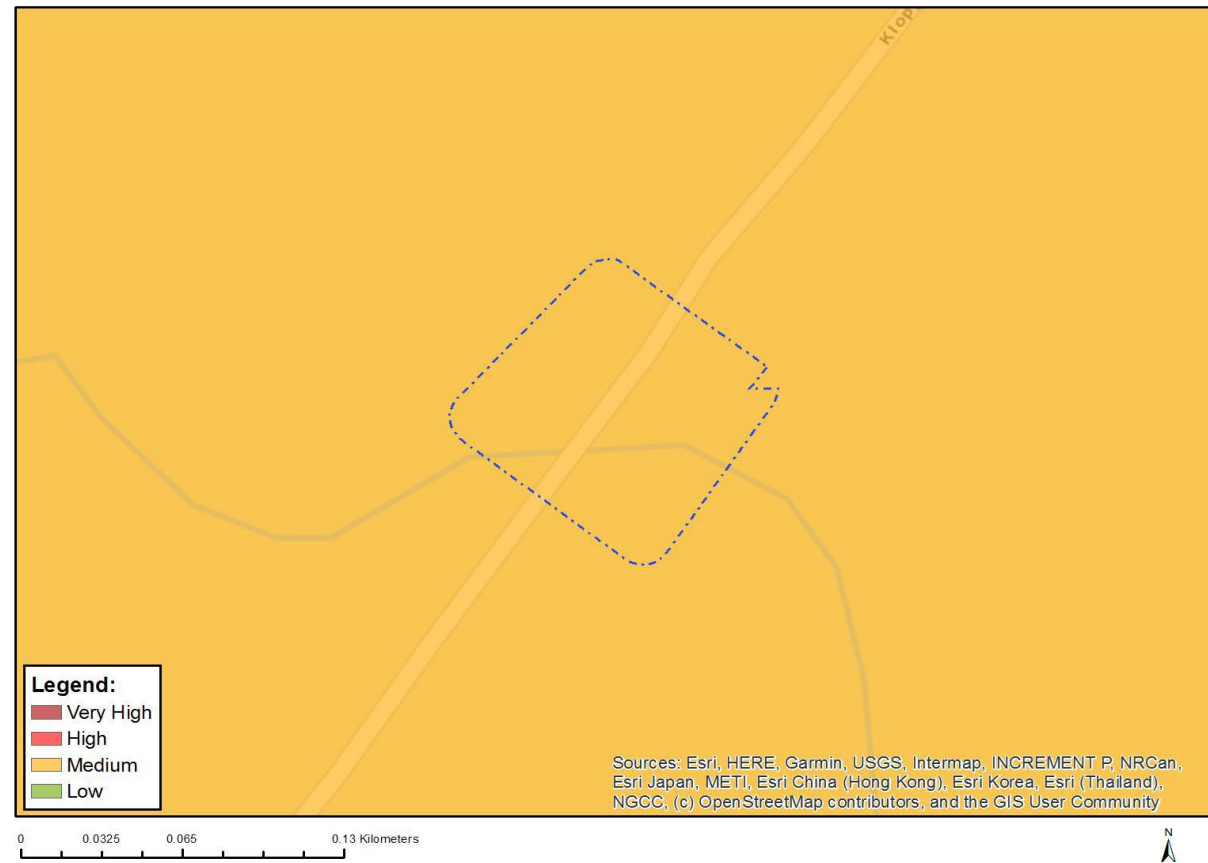 Klop
Legend:
Very High
High
Medium
Low
Sources: Esri, HERE, Garmin, USGS, Intermap, INCREMENT P, NRCan,
Esri Japan, METI, Esri China (Hong Kong), Esri Korea, Esri (Thailand),
NGCC, (c) OpenStreetMap contributors, and the GIS User Community
0 0.0325 0.065 0.13 Kilometers
N